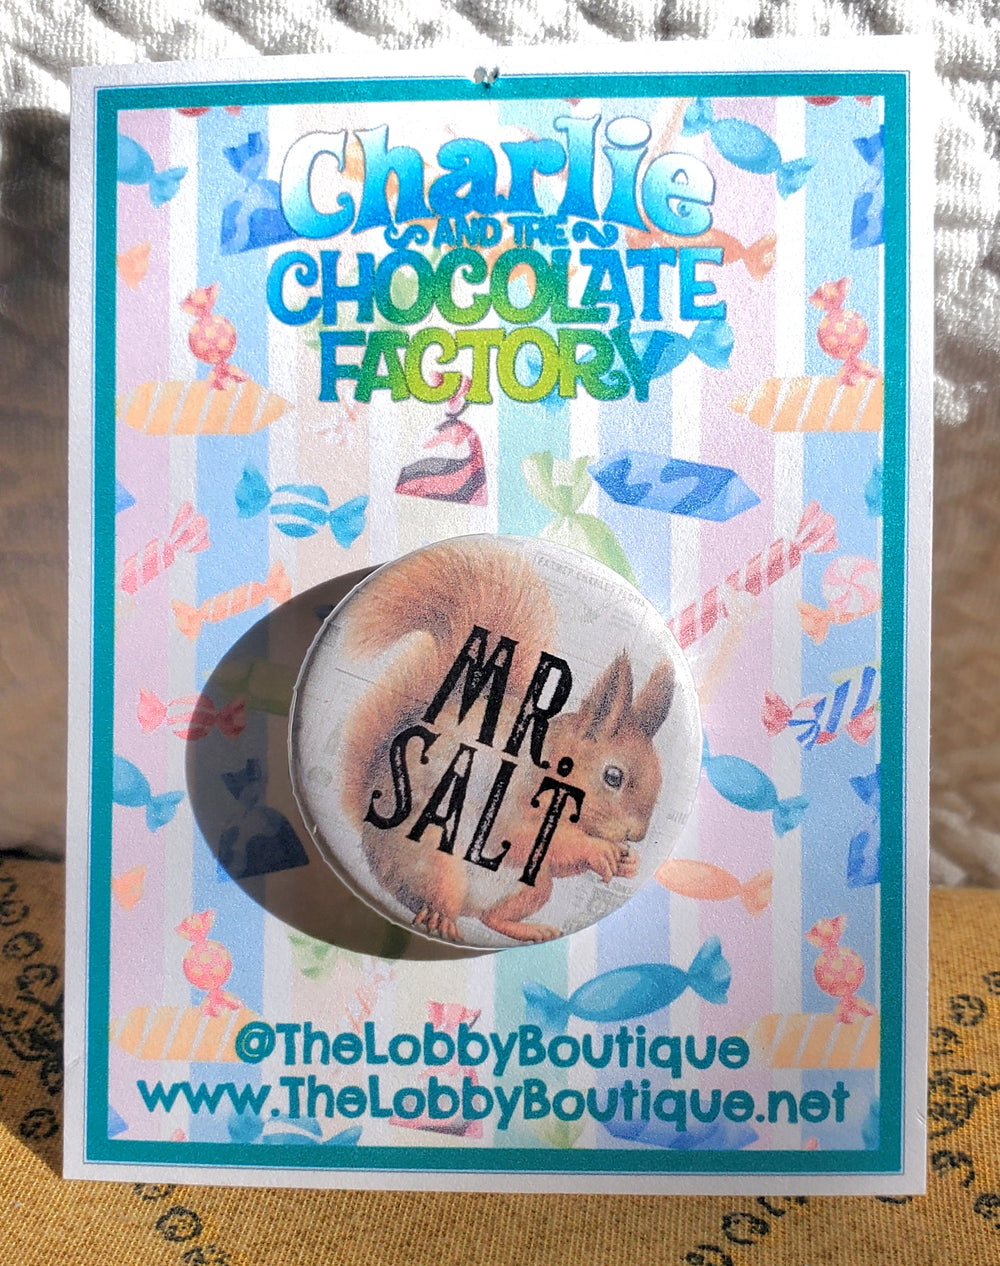 Charlie
AND THE
CHOCOLATE
FACTORY
MR.
SALT
@TheLobbyBoutique
www.TheLobbyBoutique.net